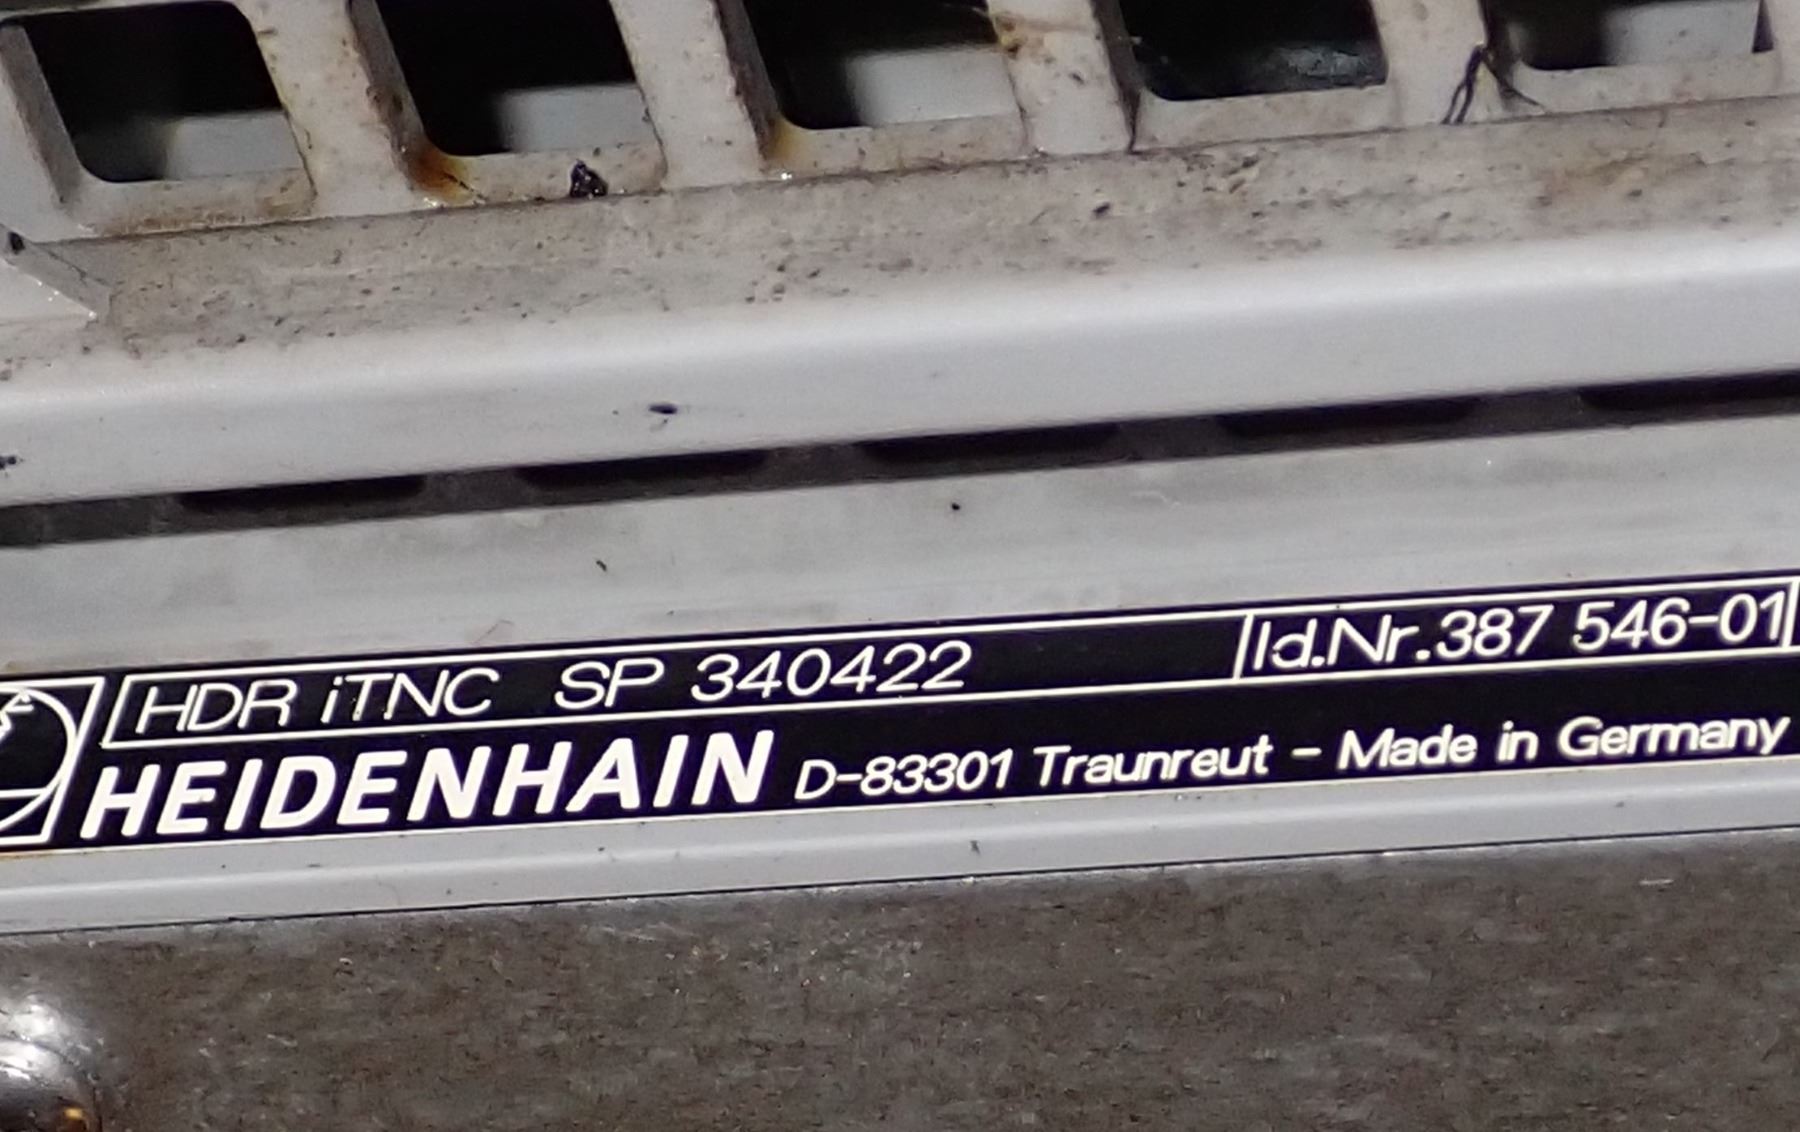 HDR iTNC SP 340422 Id.Nr.387 546-01
HEIDENHAIN D-83301 Traunreut - Made in Germany